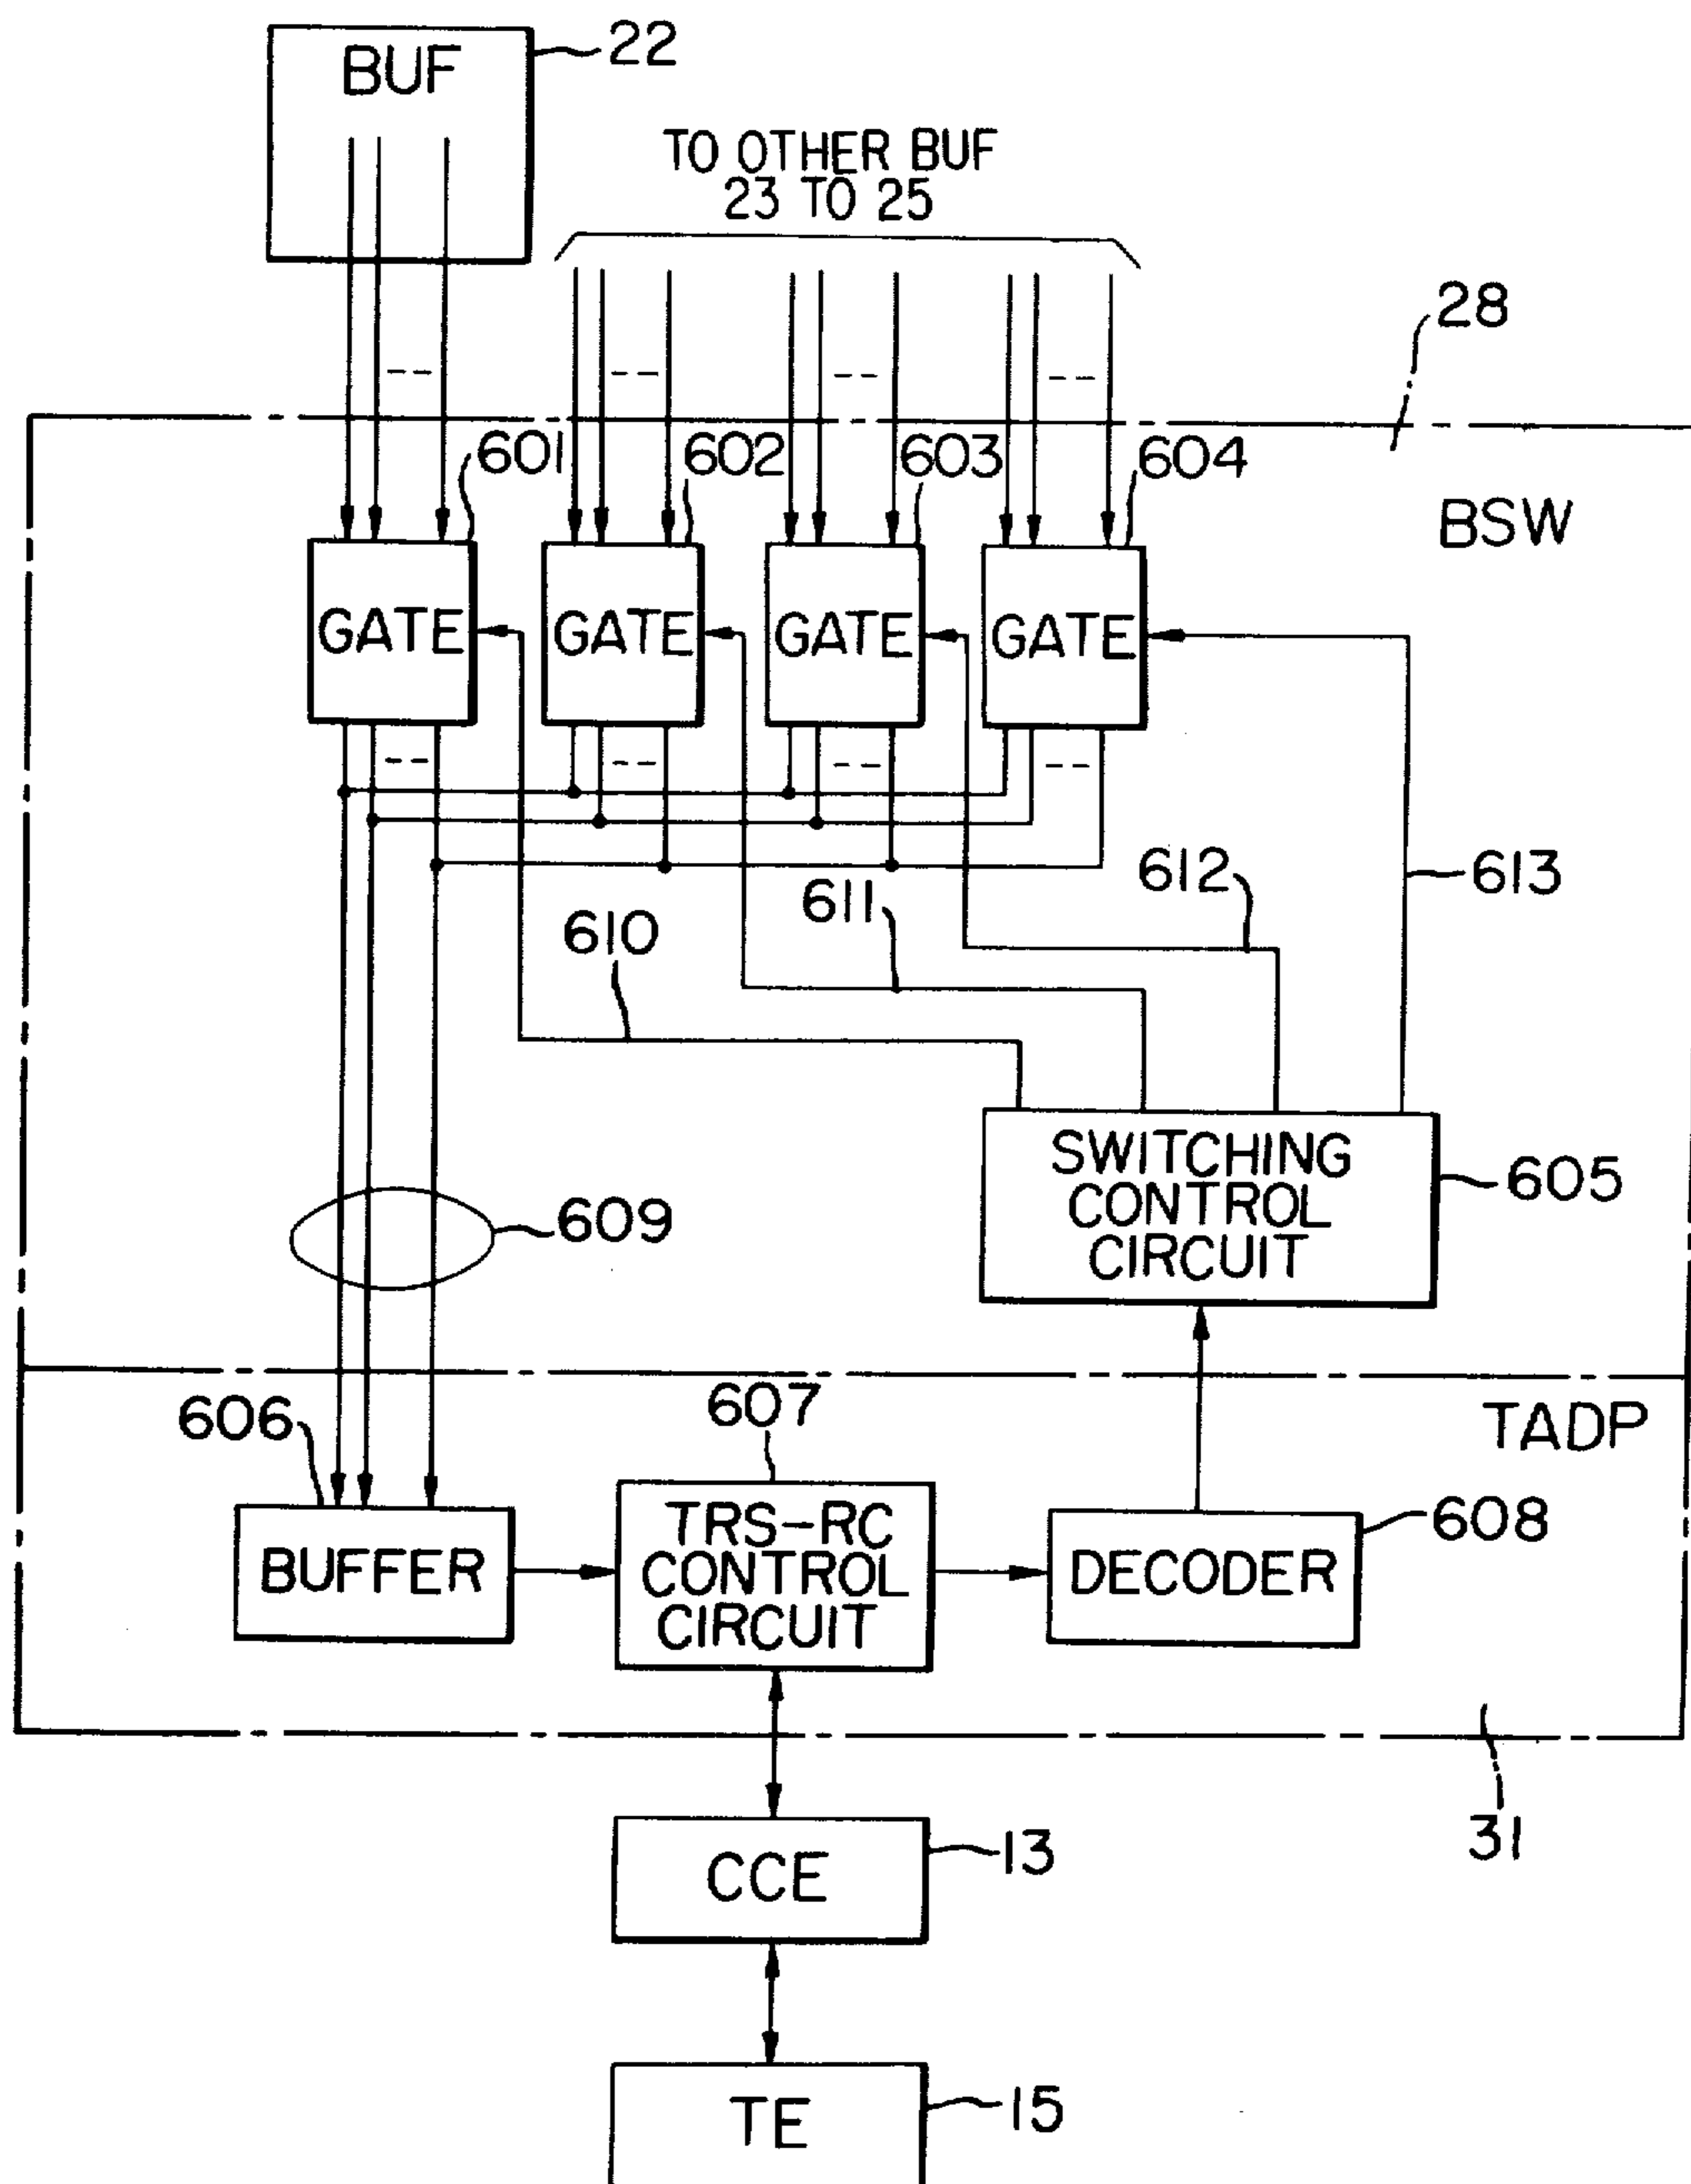 BUF
22
TO OTHER BUF
23 TO 25
28
601
602
603
604
BSW
GATE
GATE
GATE
GATE
610
611
612
613
SWITCHING
CONTROL
CIRCUIT
605
609
606
607
TADP
BUFFER
TRS-RC
CONTROL
CIRCUIT
DECODER
608
31
CCE
13
TE
15